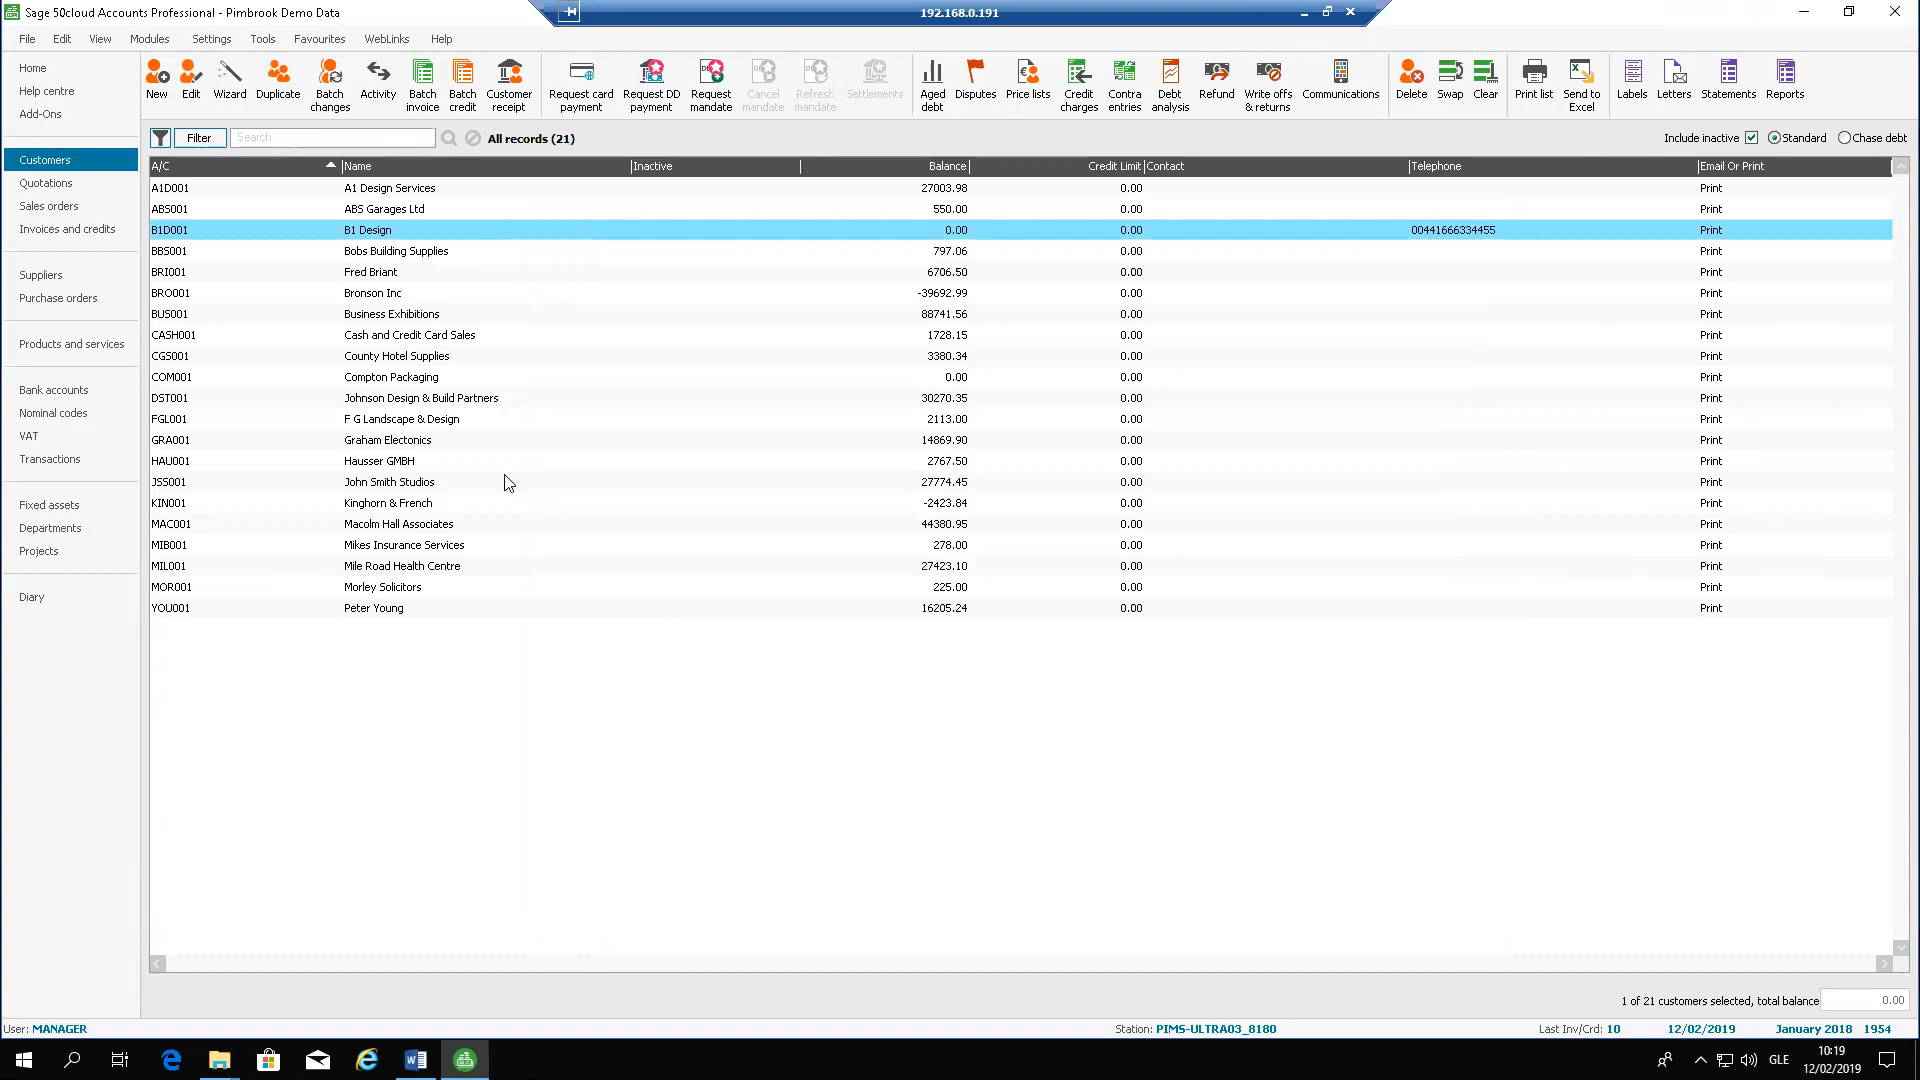 Sage 50cloud Accounts Professional - Pimbrook Demo Data
192.168.0.191
File Edit View Modules Settings Tools Favourites WebLinks Help
Home
Help centre
Add-Ons
Customers
Quotations
Sales orders
Invoices and credits
Suppliers
Purchase orders
Products and services
Bank accounts
Nominal codes
VAT
Transactions
Fixed assets
Departments
Projects
Diary
New Edit Wizard Duplicate Batch changes Activity Batch invoice Batch credit Customer receipt Request card payment Request DD payment Request mandate Cancel mandate Refresh mandate Settlements Aged debt Disputes Price lists Credit charges Contra entries Debt analysis Refund Write offs & returns Communications Delete Swap Clear Print list Send to Excel Labels Letters Statements Reports
Filter Search... All records (21) Include inactive Standard Chase debt
A/C Name Inactive Balance Credit Limit Contact Telephone Email Or Print
A1D001 A1 Design Services 27003.98 0.00 Print
ABS001 ABS Garages Ltd 550.00 0.00 Print
B1D001 B1 Design 0.00 0.00 00441666334455 Print
BBS001 Bobs Building Supplies 797.06 0.00 Print
BRI001 Fred Briant 6706.50 0.00 Print
BRO001 Bronson Inc -39692.99 0.00 Print
BUS001 Business Exhibitions 88741.56 0.00 Print
CASH001 Cash and Credit Card Sales 1728.15 0.00 Print
CGS001 County Hotel Supplies 3380.34 0.00 Print
COM001 Compton Packaging 0.00 0.00 Print
DST001 Johnson Design & Build Partners 30270.35 0.00 Print
FGL001 F G Landscape & Design 2113.00 0.00 Print
GRA001 Graham Electonics 14869.90 0.00 Print
HAU001 Hausser GMBH 2767.50 0.00 Print
JSS001 John Smith Studios 27774.45 0.00 Print
KIN001 Kinghorn & French -2423.84 0.00 Print
MAC001 Macolm Hall Associates 44380.95 0.00 Print
MIB001 Mikes Insurance Services 278.00 0.00 Print
MIL001 Mile Road Health Centre 27423.10 0.00 Print
MOR001 Morley Solicitors 225.00 0.00 Print
YOU001 Peter Young 16205.24 0.00 Print
1 of 21 customers selected, total balance 0.00
User: MANAGER Station: PIMS-ULTRA03_8180 Last Inv/Crd: 10 12/02/2019 January 2018 1954
GLE 10:19
12/02/2019